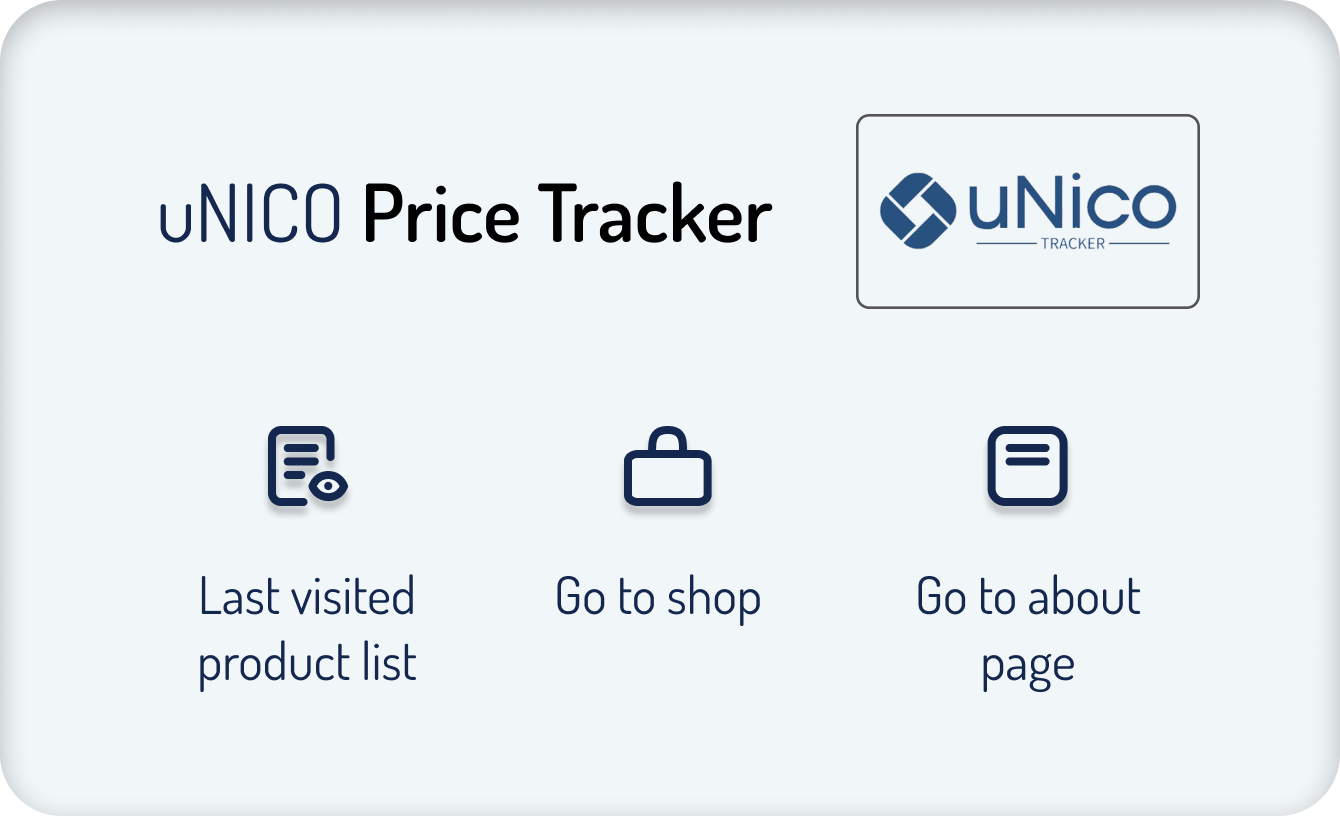 uNICO Price Tracker
uNico
TRACKER
Last visited
product list
Go to shop
Go to about
page